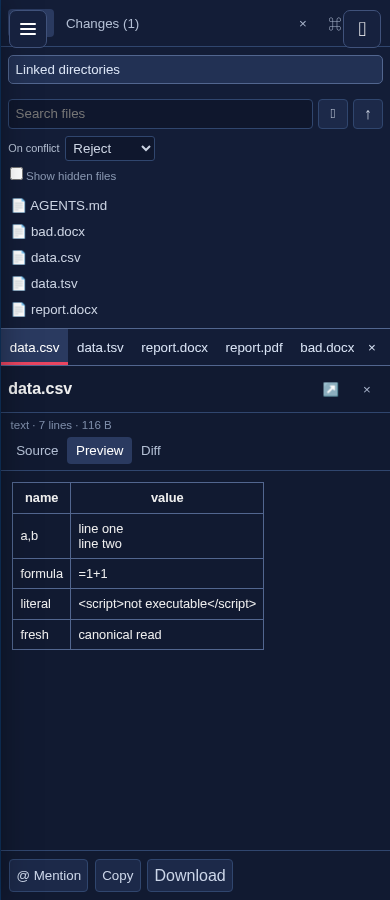 Changes (1) × ⌘
Linked directories
Search files ↑
On conflict Reject
Show hidden files
AGENTS.md
bad.docx
data.csv
data.tsv
report.docx
data.csv data.tsv report.docx report.pdf bad.docx ×
data.csv ×
text · 7 lines · 116 B
Source Preview Diff
name value
a,b line one
line two
formula =1+1
literal <script>not executable</script>
fresh canonical read
@ Mention Copy Download